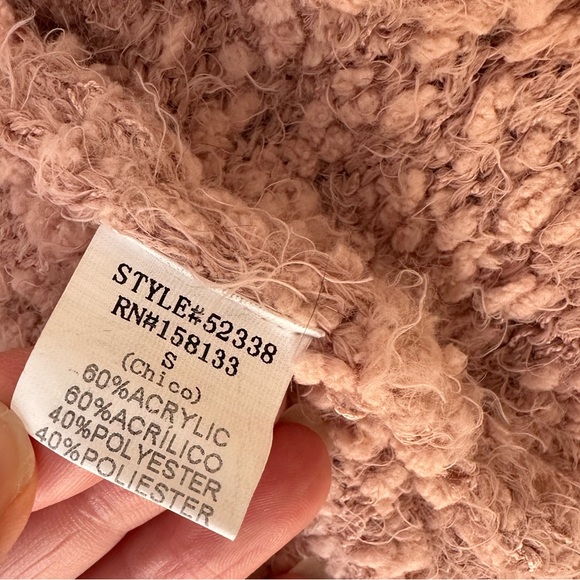 STYLE#52338
RN#158133
S
(Chico)
60%ACRYLIC
60%ACRILICO
40%POLYESTER
40%POLIESTER